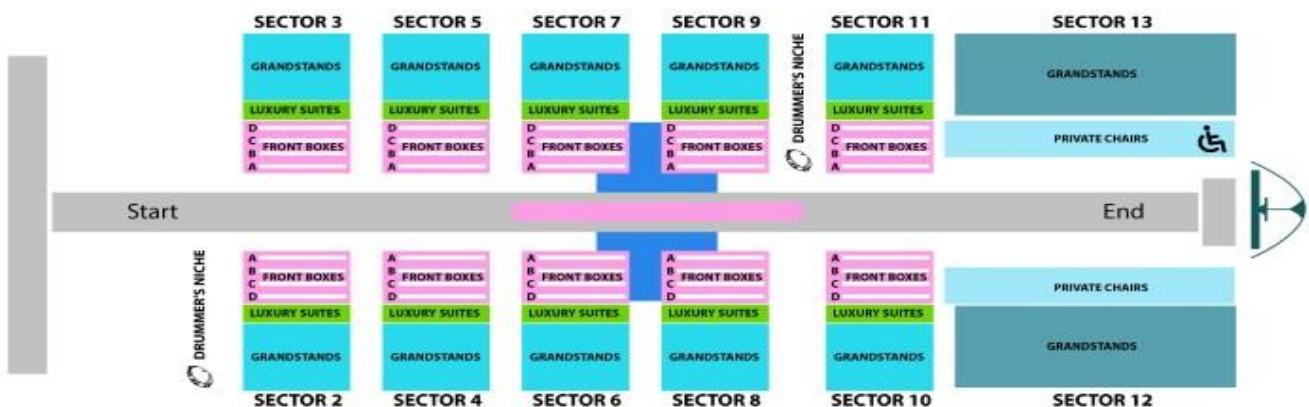 SECTOR 3 SECTOR 5 SECTOR 7 SECTOR 9 SECTOR 11 SECTOR 13
GRANDSTANDS GRANDSTANDS GRANDSTANDS GRANDSTANDS DRUMMER'S NICHE GRANDSTANDS GRANDSTANDS
LUXURY SUITES LUXURY SUITES LUXURY SUITES LUXURY SUITES LUXURY SUITES
D D D D D
C C C C C
FRONT BOXES FRONT BOXES FRONT BOXES FRONT BOXES FRONT BOXES PRIVATE CHAIRS
B B B B B
A A A A A
Start End
A A A A A
B B B B B
DRUMMER'S NICHE FRONT BOXES FRONT BOXES FRONT BOXES FRONT BOXES FRONT BOXES PRIVATE CHAIRS
C C C C C
D D D D D
LUXURY SUITES LUXURY SUITES LUXURY SUITES LUXURY SUITES LUXURY SUITES
GRANDSTANDS GRANDSTANDS GRANDSTANDS GRANDSTANDS GRANDSTANDS GRANDSTANDS
SECTOR 2 SECTOR 4 SECTOR 6 SECTOR 8 SECTOR 10 SECTOR 12